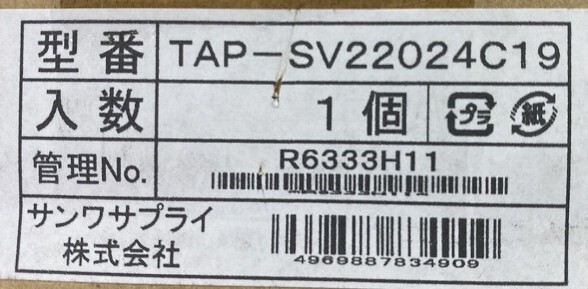 型番 TAP-SV22024C19
入数 1個 プラ 紙
管理No. R6333H11
サンワサプライ
株式会社
4969887834909